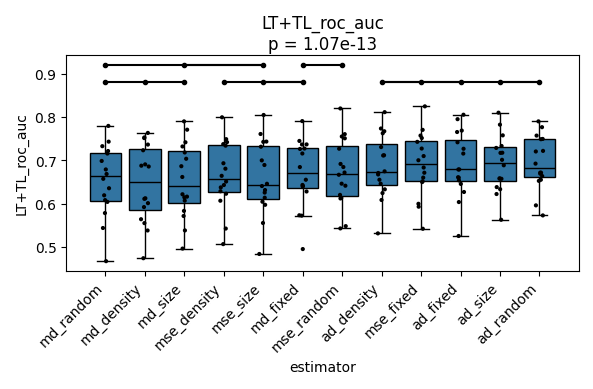 LT+TL_roc_auc
p = 1.07e-13
LT+TL_roc_auc
0.9
0.8
0.7
0.6
0.5
md_random
md_density
md_size
mse_density
mse_size
md_fixed
mse_random
ad_density
mse_fixed
ad_fixed
ad_size
ad_random
estimator